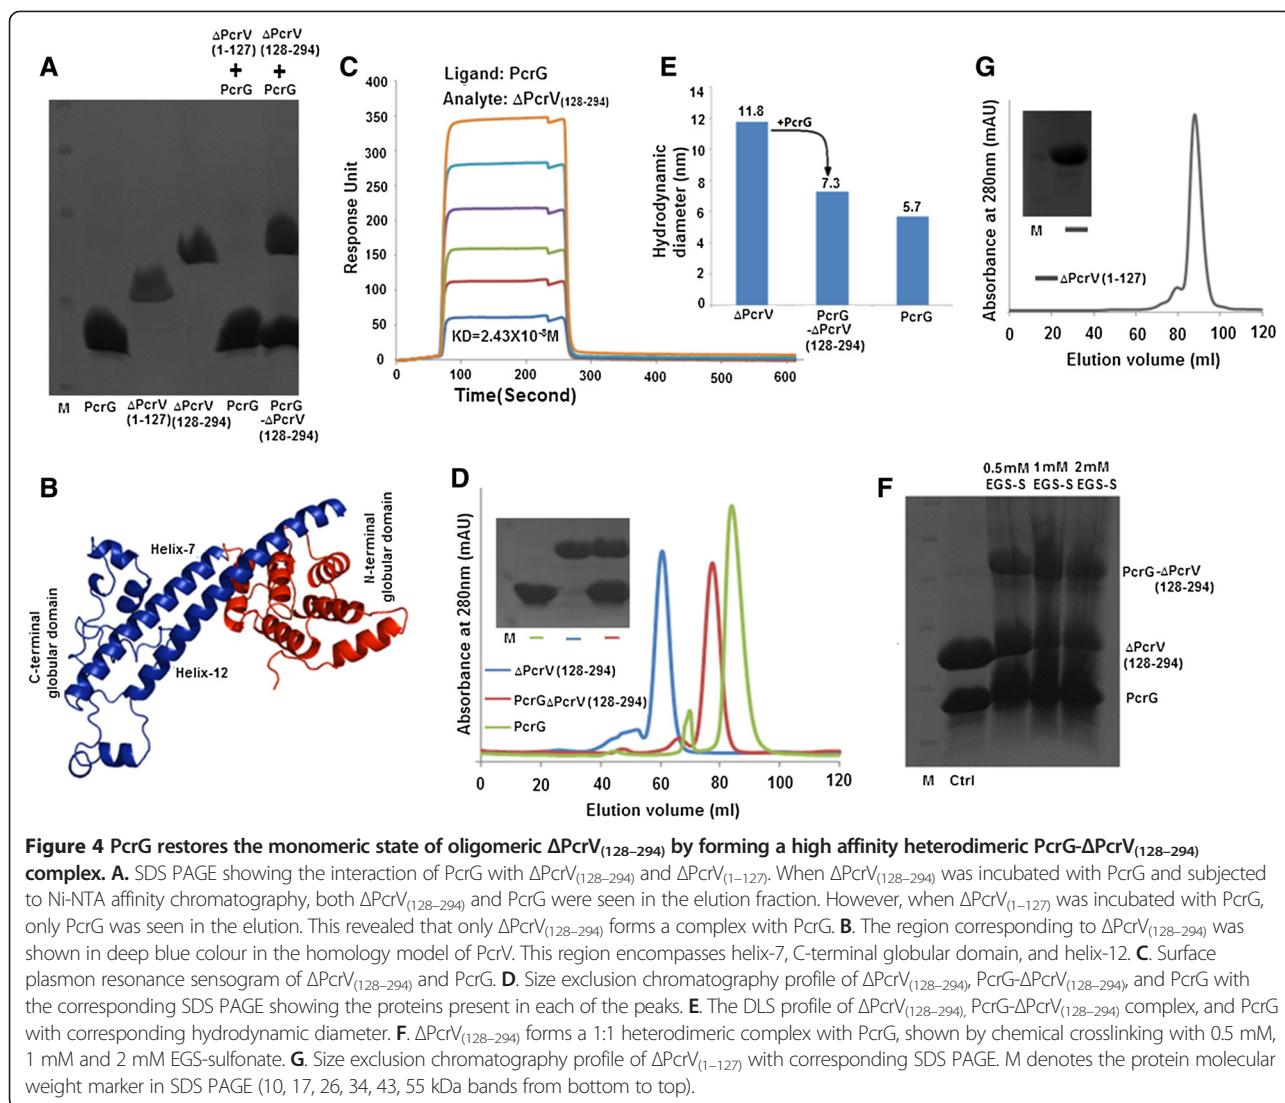 A
ΔPcrV ΔPcrV
(1-127) (128-294)
+ +
PcrG PcrG
M PcrG ΔPcrV (1-127) ΔPcrV (128-294) PcrG PcrG -ΔPcrV (128-294)
C
Ligand: PcrG
Analyte: ΔPcrV(128-294)
Response Unit
400
350
300
250
200
150
100
50
0
KD=2.43X10⁻⁸M
0 100 200 300 400 500 600
Time(Second)
E
Hydrodynamic
diameter (nm)
14
12
10
8
6
4
2
0
11.8
+PcrG
7.3
5.7
ΔPcrV PcrG -ΔPcrV (128-294) PcrG
G
Absorbance at 280nm (mAU)
M
ΔPcrV(1-127)
0 20 40 60 80 100 120
Elution volume (ml)
B
Helix-7
Helix-12
C-terminal
globular domain
N-terminal
globular domain
D
Absorbance at 280nm (mAU)
M
ΔPcrV(128-294)
PcrGΔPcrV(128-294)
PcrG
0 20 40 60 80 100 120
Elution volume (ml)
F
0.5mM 1mM 2mM
EGS-S EGS-S EGS-S
PcrG-ΔPcrV
(128-294)
ΔPcrV
(128-294)
PcrG
M Ctrl
Figure 4 PcrG restores the monomeric state of oligomeric ΔPcrV(128–294) by forming a high affinity heterodimeric PcrG-ΔPcrV(128–294)
complex. A. SDS PAGE showing the interaction of PcrG with ΔPcrV(128–294) and ΔPcrV(1–127). When ΔPcrV(128–294) was incubated with PcrG and subjected
to Ni-NTA affinity chromatography, both ΔPcrV(128–294) and PcrG were seen in the elution fraction. However, when ΔPcrV(1–127) was incubated with PcrG,
only PcrG was seen in the elution. This revealed that only ΔPcrV(128–294) forms a complex with PcrG. B. The region corresponding to ΔPcrV(128–294) was
shown in deep blue colour in the homology model of PcrV. This region encompasses helix-7, C-terminal globular domain, and helix-12. C. Surface
plasmon resonance sensogram of ΔPcrV(128–294) and PcrG. D. Size exclusion chromatography profile of ΔPcrV(128–294), PcrG-ΔPcrV(128–294), and PcrG with
the corresponding SDS PAGE showing the proteins present in each of the peaks. E. The DLS profile of ΔPcrV(128–294), PcrG-ΔPcrV(128–294) complex, and PcrG
with corresponding hydrodynamic diameter. F. ΔPcrV(128–294) forms a 1:1 heterodimeric complex with PcrG, shown by chemical crosslinking with 0.5 mM,
1 mM and 2 mM EGS-sulfonate. G. Size exclusion chromatography profile of ΔPcrV(1–127) with corresponding SDS PAGE. M denotes the protein molecular
weight marker in SDS PAGE (10, 17, 26, 34, 43, 55 kDa bands from bottom to top).